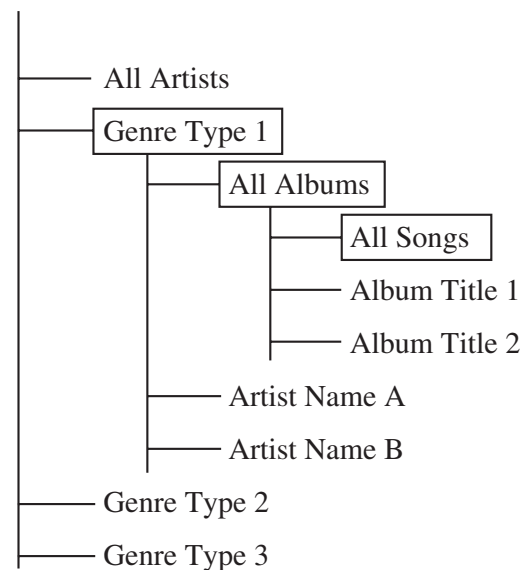 All Artists
Genre Type 1
All Albums
All Songs
Album Title 1
Album Title 2
Artist Name A
Artist Name B
Genre Type 2
Genre Type 3